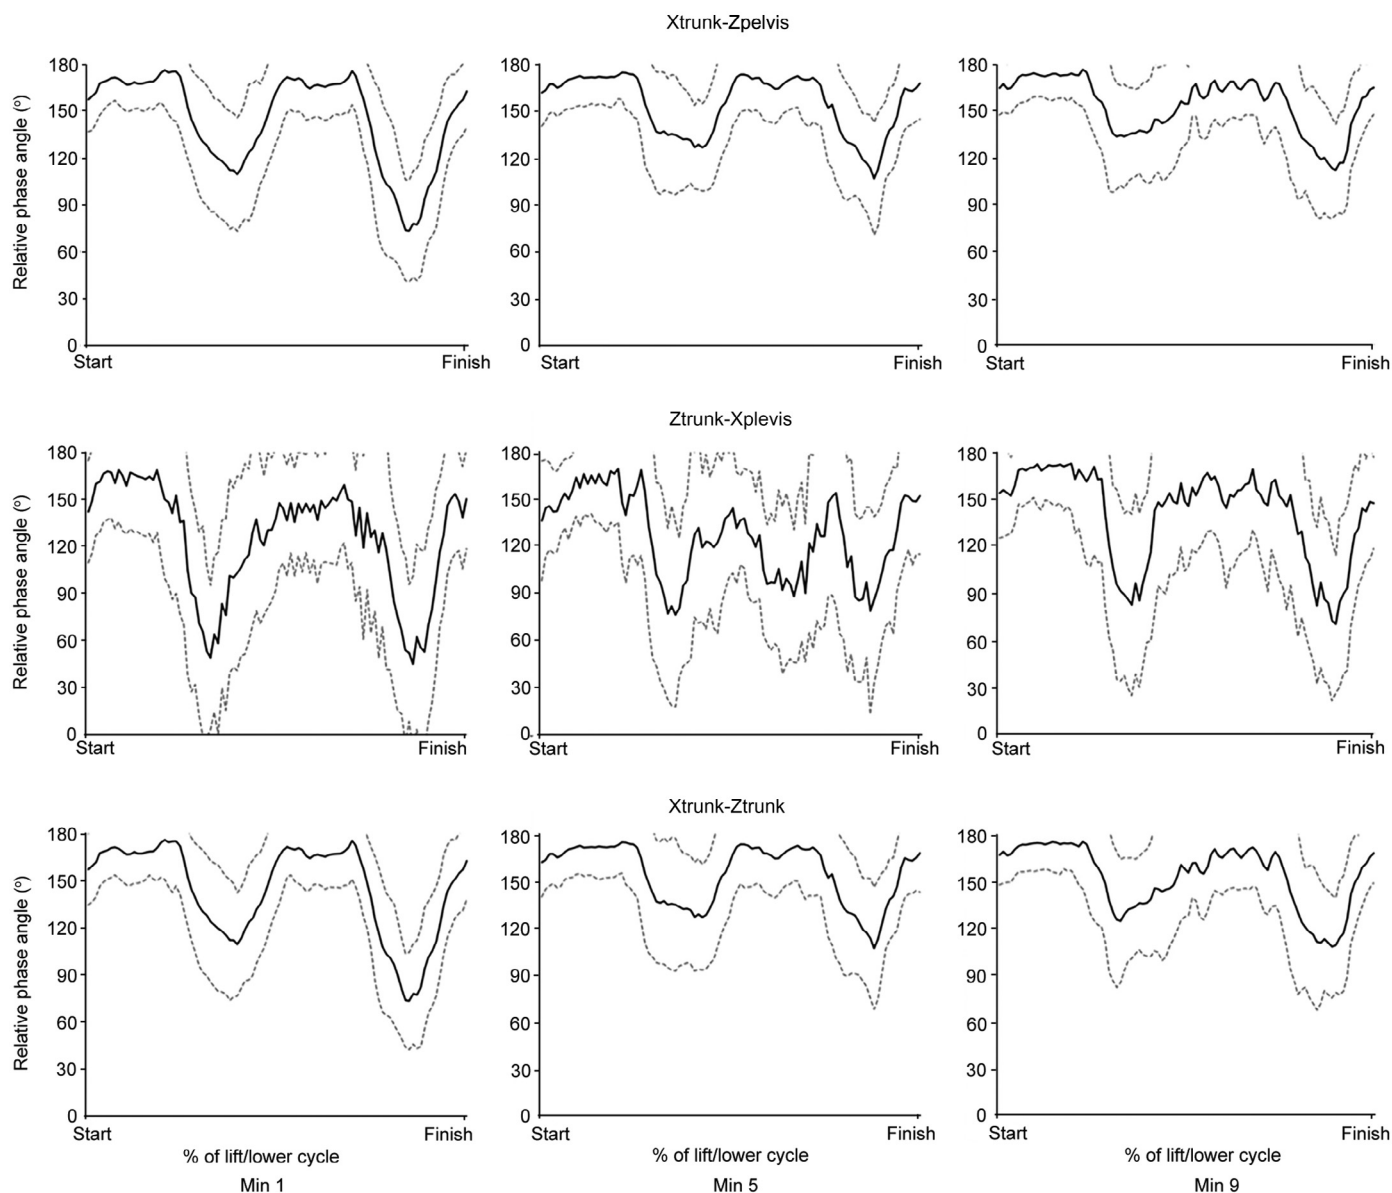 Xtrunk-Zpelvis
Relative phase angle (º)
180
150
120
90
60
30
0
Start
Finish
180
150
120
90
60
30
0
Start
Finish
180
150
120
90
60
30
0
Start
Finish
Ztrunk-Xplevis
Relative phase angle (º)
180
150
120
90
60
30
0
Start
Finish
180
150
120
90
60
30
0
Start
Finish
180
150
120
90
60
30
0
Start
Finish
Xtrunk-Ztrunk
Relative phase angle (º)
180
150
120
90
60
30
0
Start
Finish
180
150
120
90
60
30
0
Start
Finish
180
150
120
90
60
30
0
Start
Finish
% of lift/lower cycle
% of lift/lower cycle
% of lift/lower cycle
Min 1
Min 5
Min 9